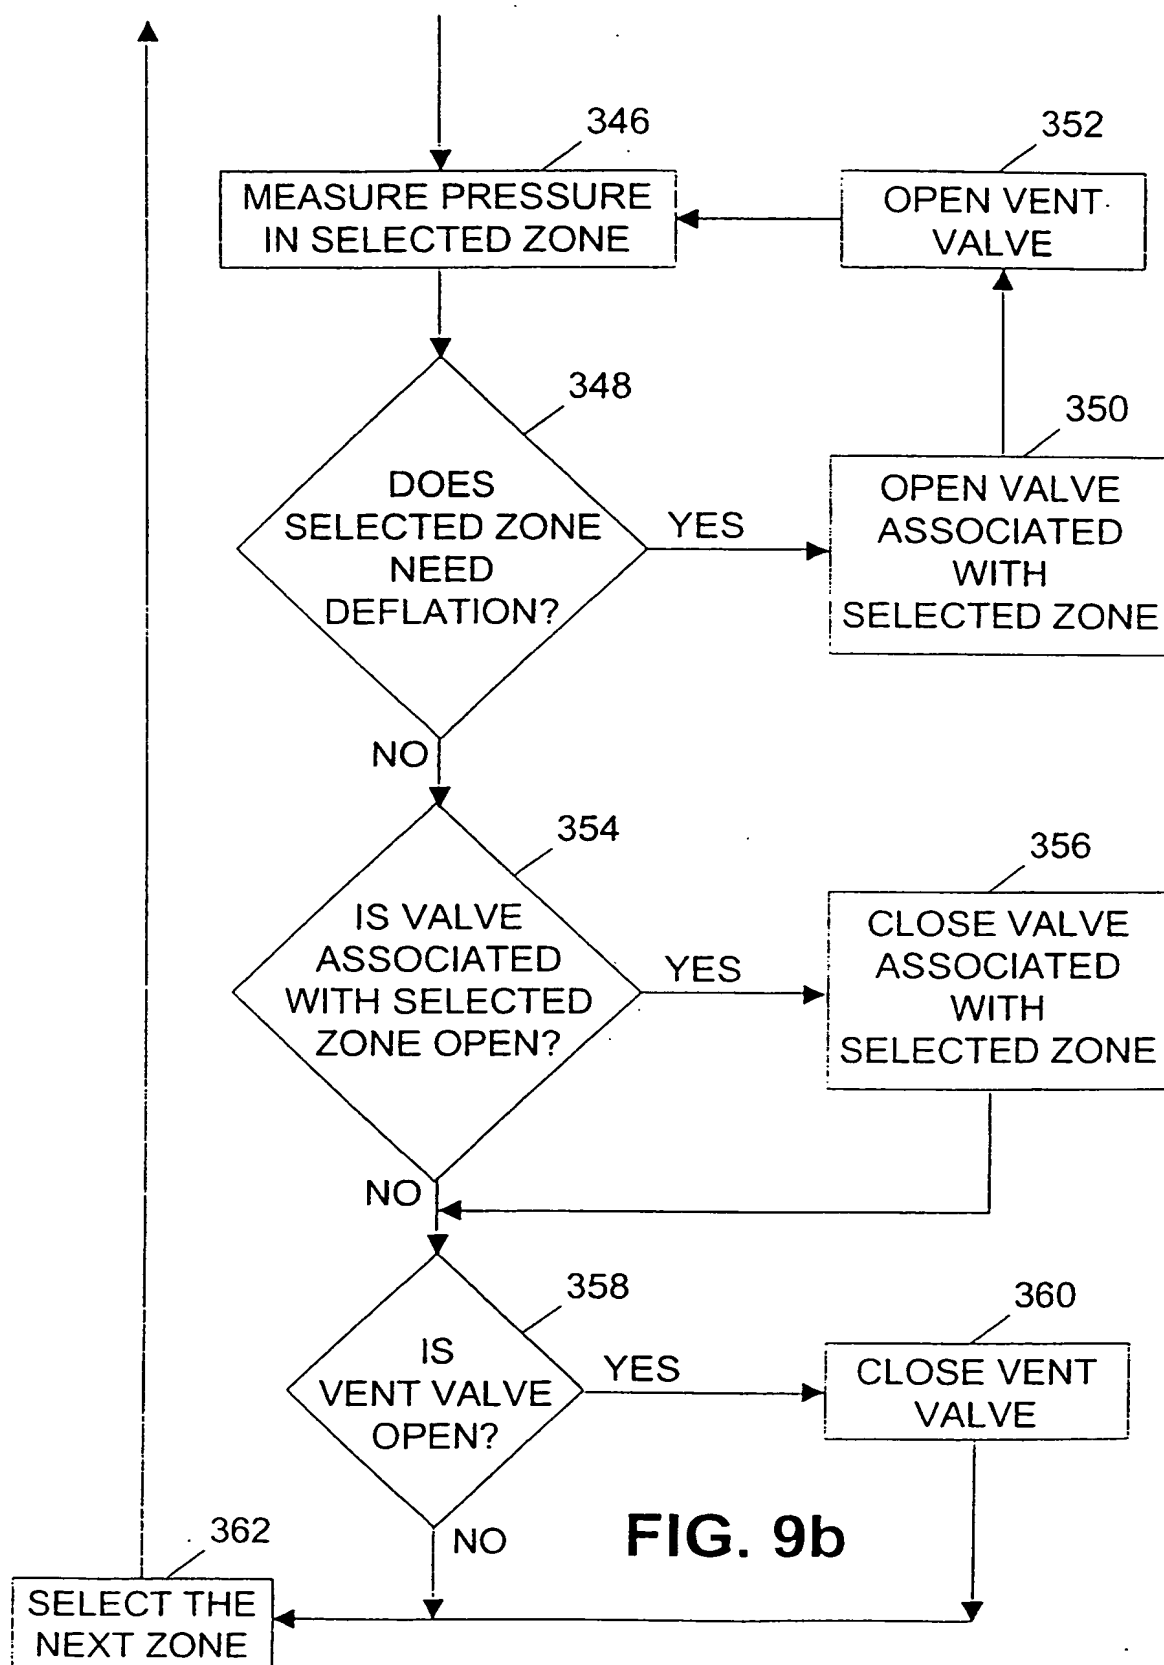 346
MEASURE PRESSURE
IN SELECTED ZONE
352
OPEN VENT
VALVE
348
DOES
SELECTED ZONE
NEED
DEFLATION?
YES
350
OPEN VALVE
ASSOCIATED
WITH
SELECTED ZONE
NO
354
IS VALVE
ASSOCIATED
WITH SELECTED
ZONE OPEN?
YES
356
CLOSE VALVE
ASSOCIATED
WITH
SELECTED ZONE
NO
358
IS
VENT VALVE
OPEN?
YES
360
CLOSE VENT
VALVE
NO
FIG. 9b
362
SELECT THE
NEXT ZONE